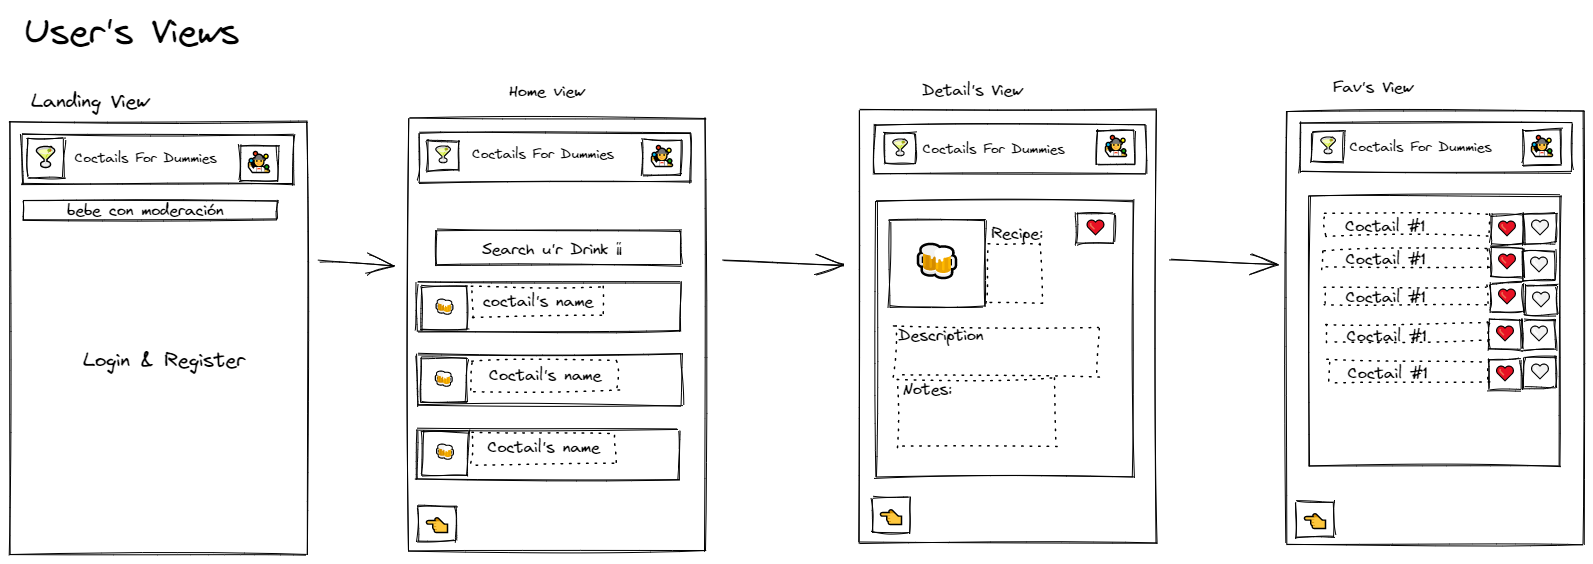 User's Views
Landing View
Coctails For Dummies
bebe con moderación
Login & Register
Home view
Coctails For Dummies
Search u'r Drink ¡¡
coctail's name
Coctail's name
Coctail's name
Detail's View
Coctails For Dummies
Recipe:
Description
Notes:
Fav's View
Coctails For Dummies
Coctail #1
Coctail #1
Coctail #1
Coctail #1
Coctail #1